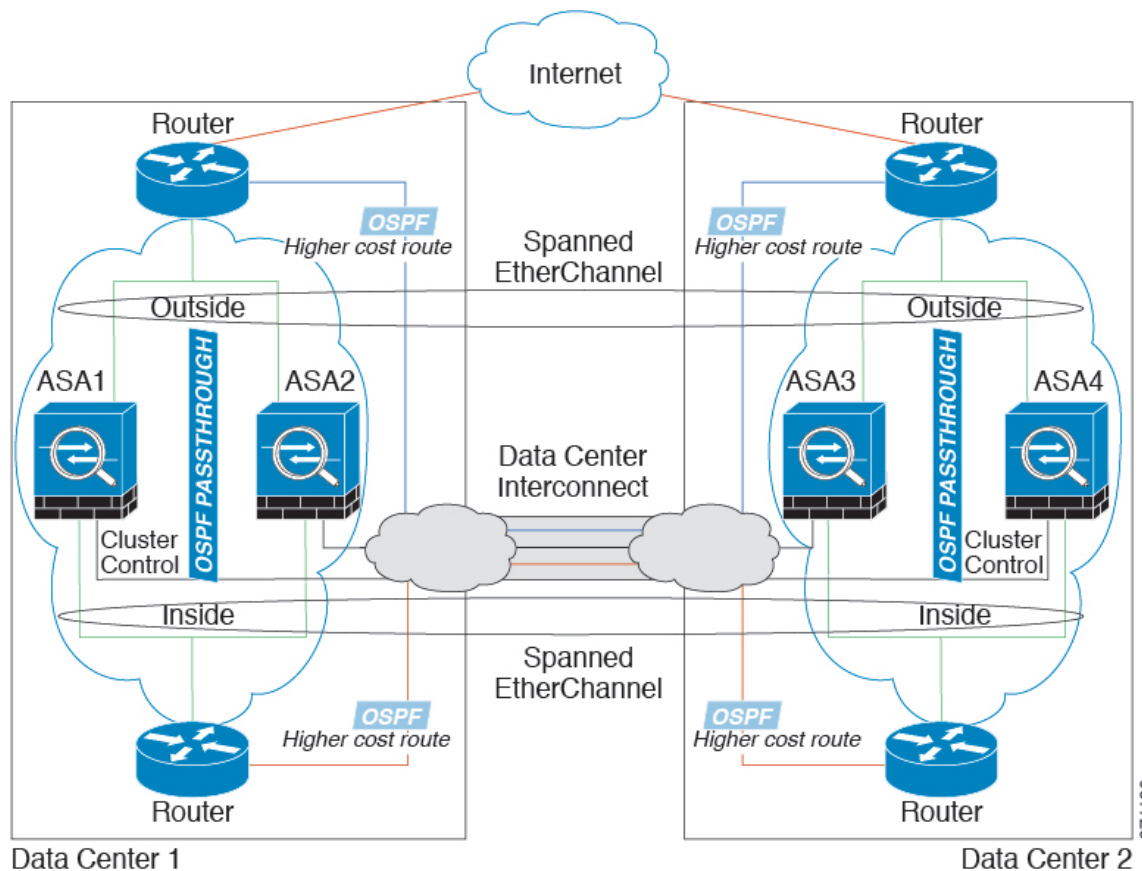 Internet
Router
Router
OSPF
Higher cost route
OSPF
Higher cost route
Spanned
EtherChannel
Outside
Outside
ASA1
OSPF PASSTHROUGH
ASA2
ASA3
OSPF PASSTHROUGH
ASA4
Data Center
Interconnect
Cluster
Control
Cluster
Control
Inside
Inside
Spanned
EtherChannel
OSPF
Higher cost route
OSPF
Higher cost route
Router
Router
Data Center 1
Data Center 2